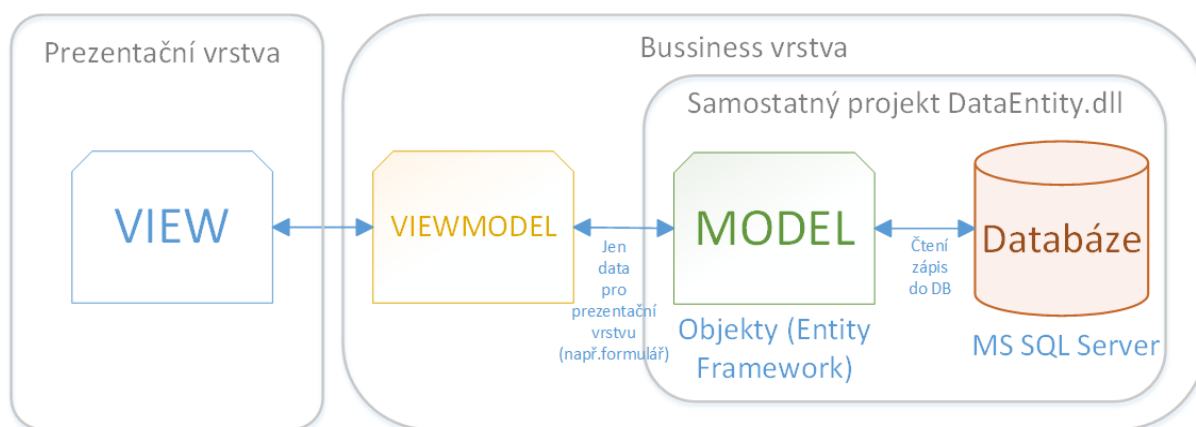 Prezentační vrstva
Bussiness vrstva
Samostatný projekt DataEntity.dll
VIEW
VIEWMODEL
MODEL
Databáze
Jen
data
pro
prezentační
vrstvu
(např.formulář)
Čtení
zápis
do DB
Objekty (Entity
Framework)
MS SQL Server